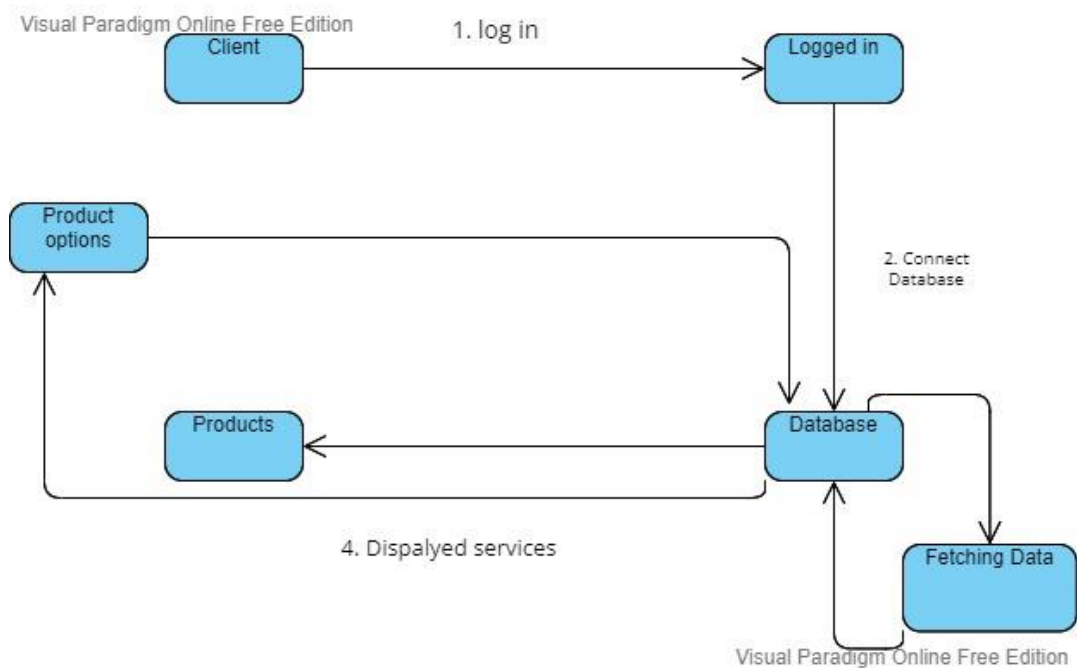 Visual Paradigm Online Free Edition
1. log in
Client
Logged in
Product
options
2. Connect
Database
Products
Database
4. Dispalyed services
Fetching Data
Visual Paradigm Online Free Edition